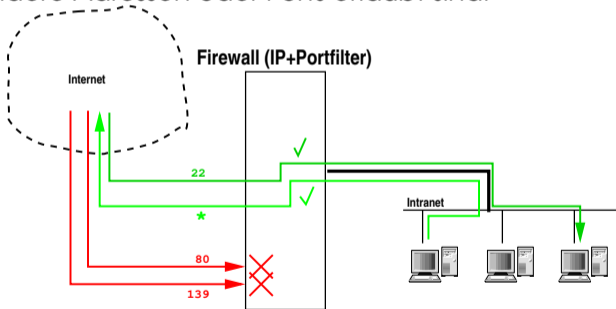 Firewall (IP+Portfilter)
Internet
22
Intranet
*
80
139